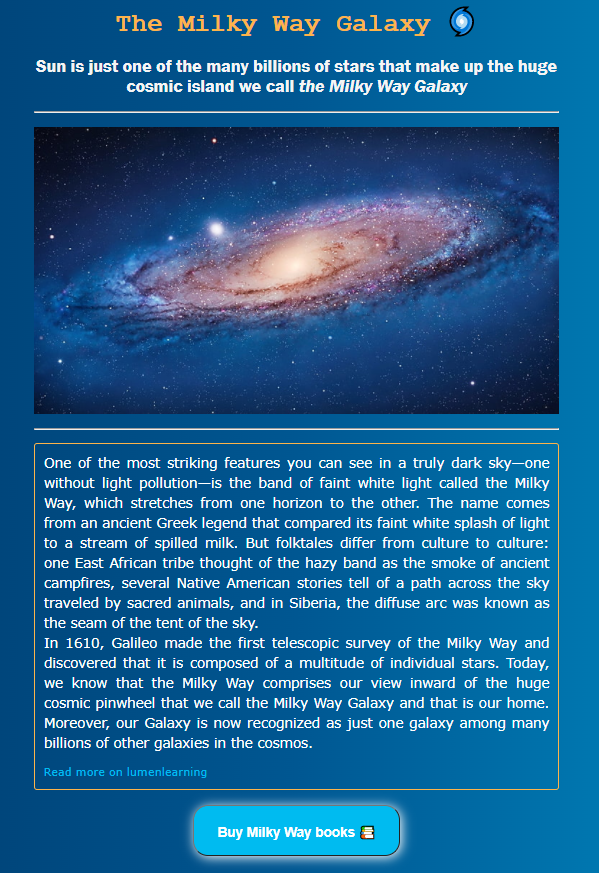 The Milky Way Galaxy 🌀
Sun is just one of the many billions of stars that make up the huge
cosmic island we call the Milky Way Galaxy
One of the most striking features you can see in a truly dark sky—one
without light pollution—is the band of faint white light called the Milky
Way, which stretches from one horizon to the other. The name comes
from an ancient Greek legend that compared its faint white splash of light
to a stream of spilled milk. But folktales differ from culture to culture:
one East African tribe thought of the hazy band as the smoke of ancient
campfires, several Native American stories tell of a path across the sky
traveled by sacred animals, and in Siberia, the diffuse arc was known as
the seam of the tent of the sky.
In 1610, Galileo made the first telescopic survey of the Milky Way and
discovered that it is composed of a multitude of individual stars. Today,
we know that the Milky Way comprises our view inward of the huge
cosmic pinwheel that we call the Milky Way Galaxy and that is our home.
Moreover, our Galaxy is now recognized as just one galaxy among many
billions of other galaxies in the cosmos.
Read more on lumenlearning
Buy Milky Way books 📚